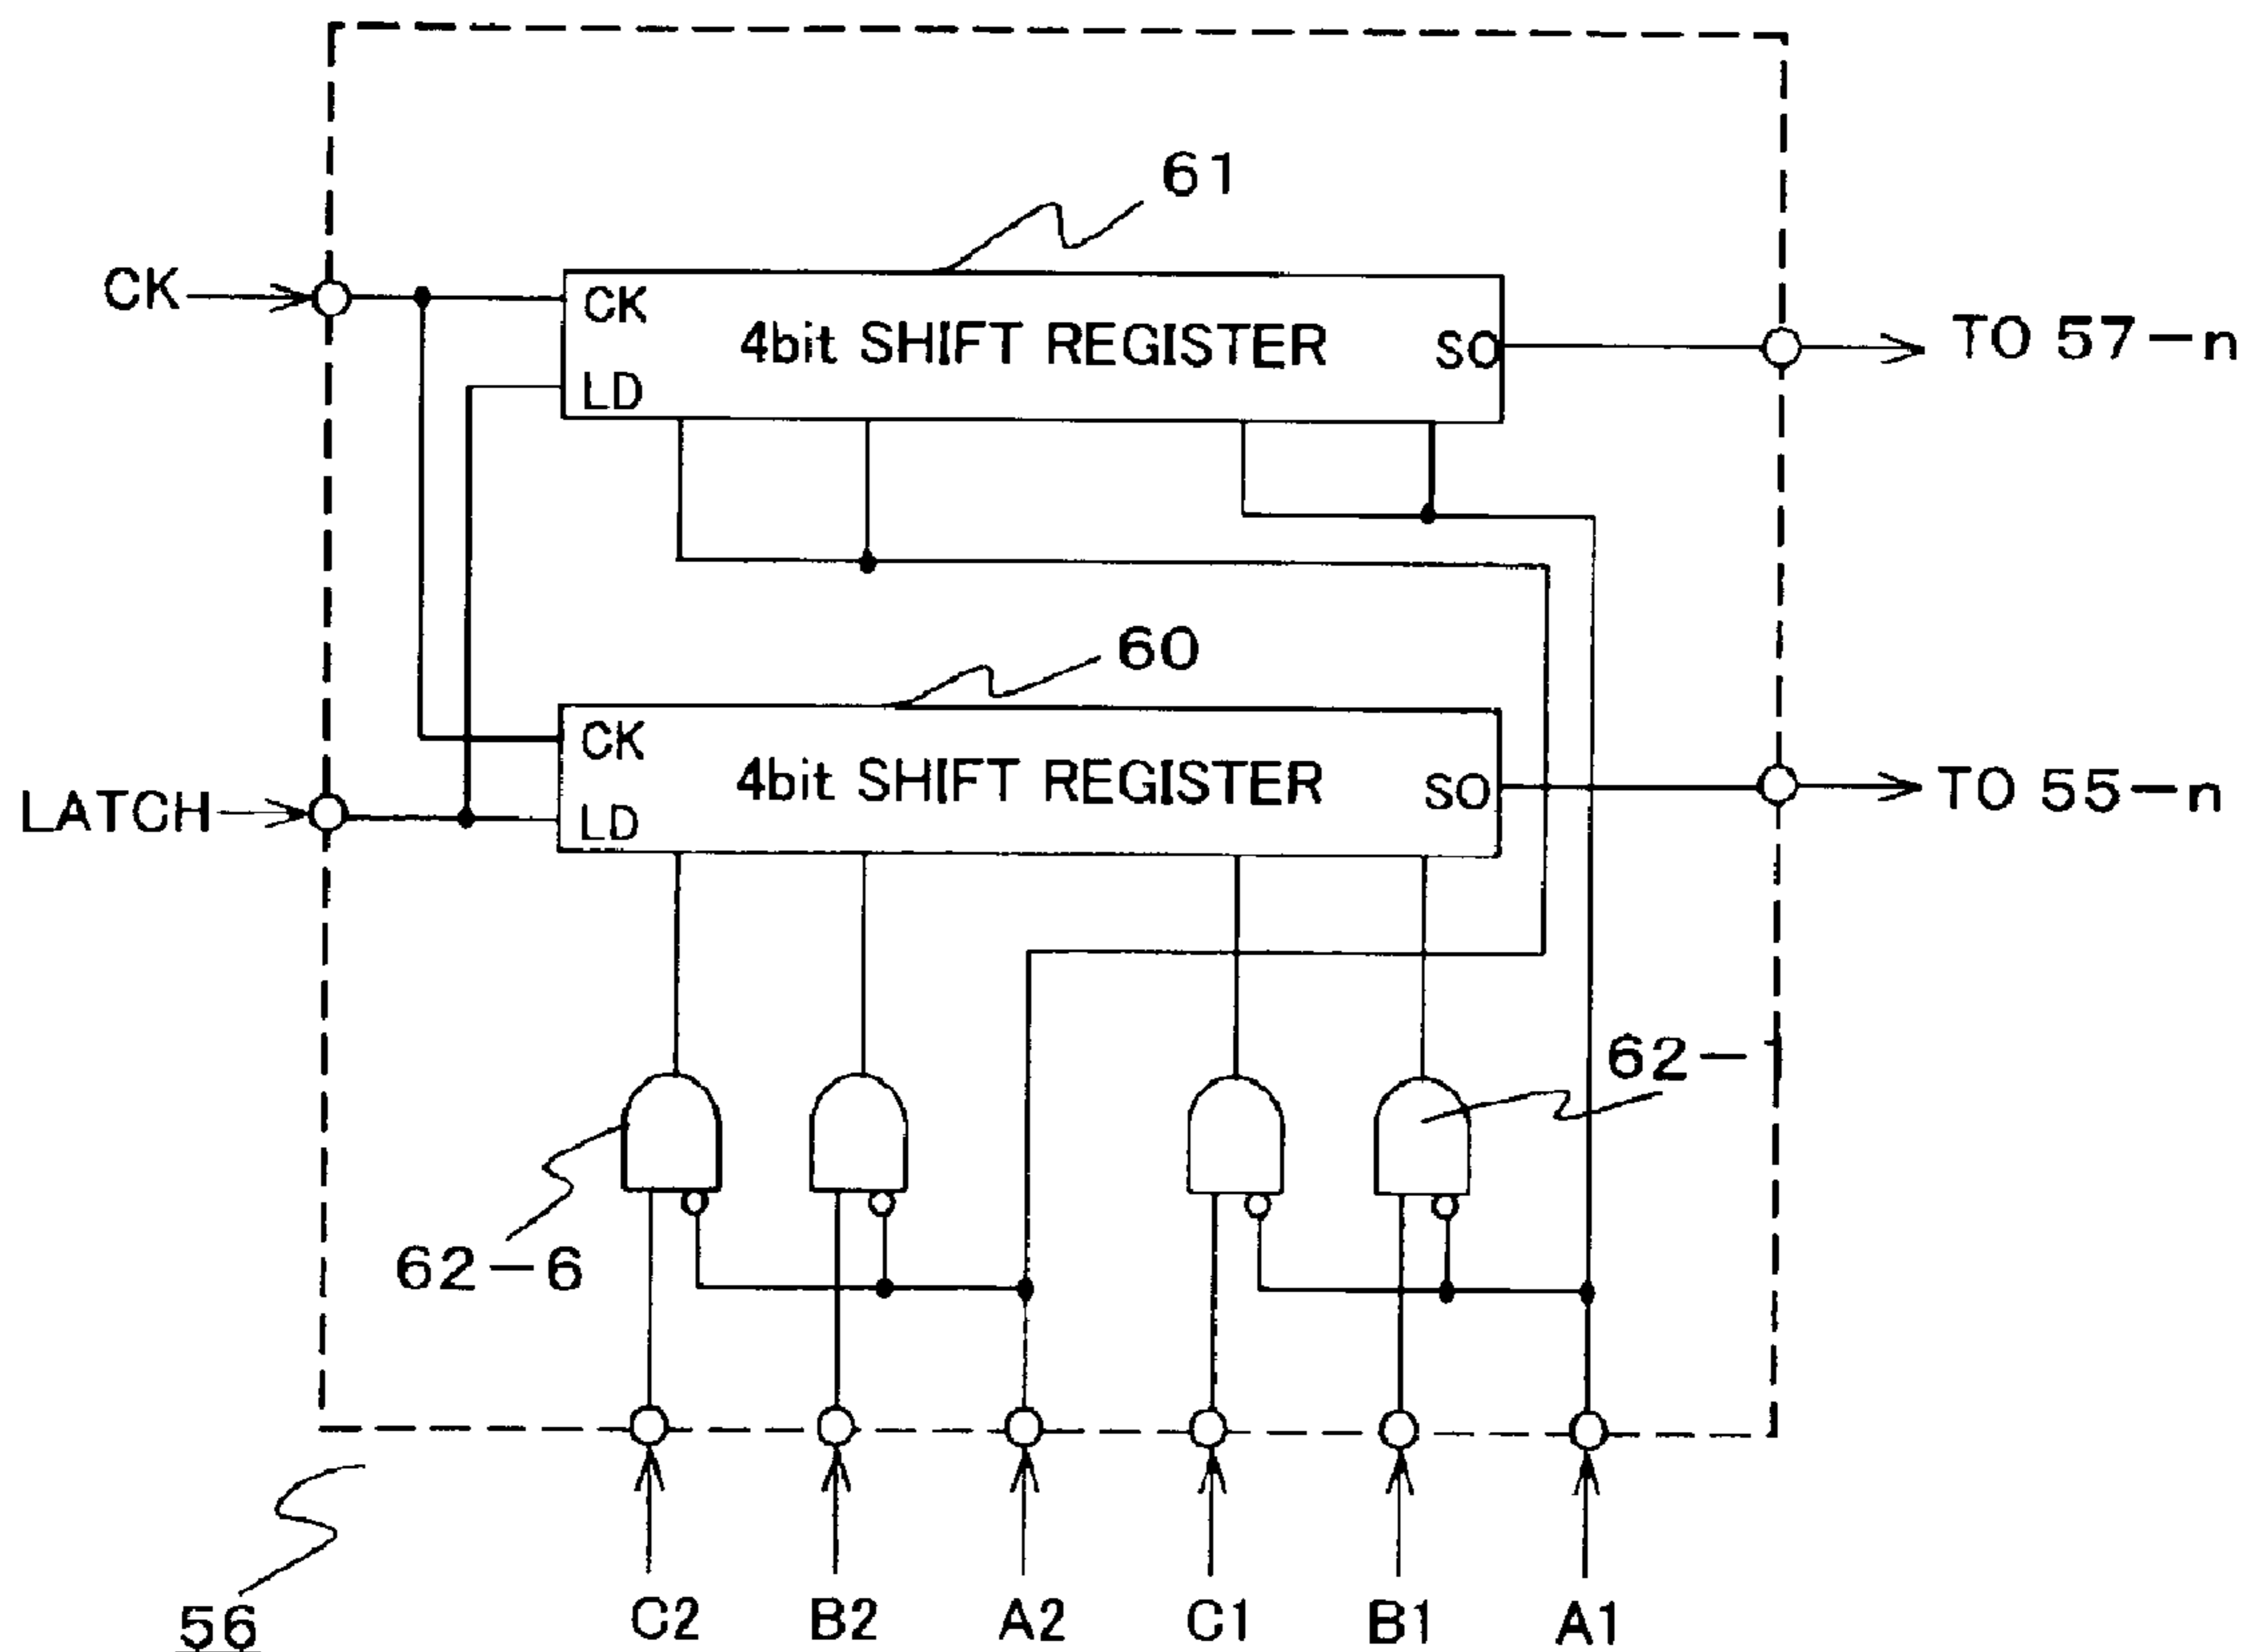 61
CK
CK
4bit SHIFT REGISTER
SO
TO 57-n
LD
60
CK
4bit SHIFT REGISTER
SO
TO 55-n
LATCH
LD
62-1
62-6
C2
B2
A2
C1
B1
A1
56